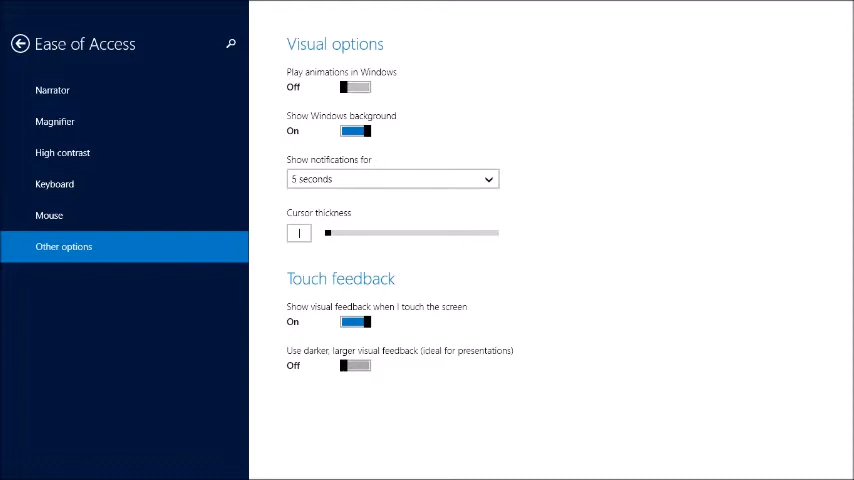 Ease of Access
Narrator
Magnifier
High contrast
Keyboard
Mouse
Other options
Visual options
Play animations in Windows
Off
Show Windows background
On
Show notifications for
5 seconds
Cursor thickness
Touch feedback
Show visual feedback when I touch the screen
On
Use darker, larger visual feedback (ideal for presentations)
Off